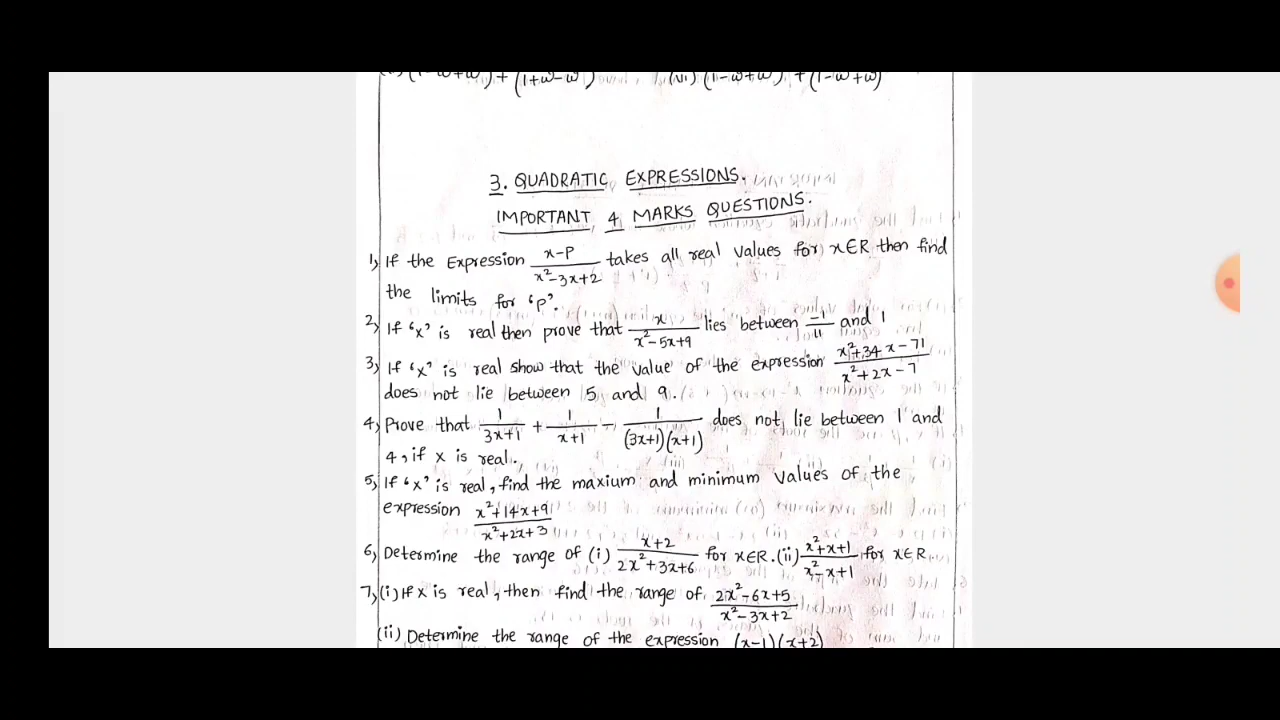 3. QUADRATIC EXPRESSIONS.
IMPORTANT 4 MARKS QUESTIONS.
1) If the Expression (x-P)/(x²-3x+2) takes all real values for x∈R then find
the limits for 'p'.
2) If 'x' is real then prove that x/(x²-5x+9) lies between -1/11 and 1
3) If 'x' is real show that the value of the expression (x²+34x-71)/(x²+2x-7)
does not lie between 5 and 9.
4) Prove that 1/(3x+1) + 1/(x+1) - 1/((3x+1)(x+1)) does not lie between 1 and
4, if x is real.
5) If 'x' is real, find the maxium and minimum values of the
expression (x²+14x+9)/(x²+2x+3)
6) Determine the range of (i) (x+2)/(2x²+3x+6) for x∈R. (ii) (x²+x+1)/(x²-x+1) for x∈R.
7) (i) If x is real, then find the range of (2x²-6x+5)/(x²-3x+2)
(ii) Determine the range of the expression (x-1)(x+2)